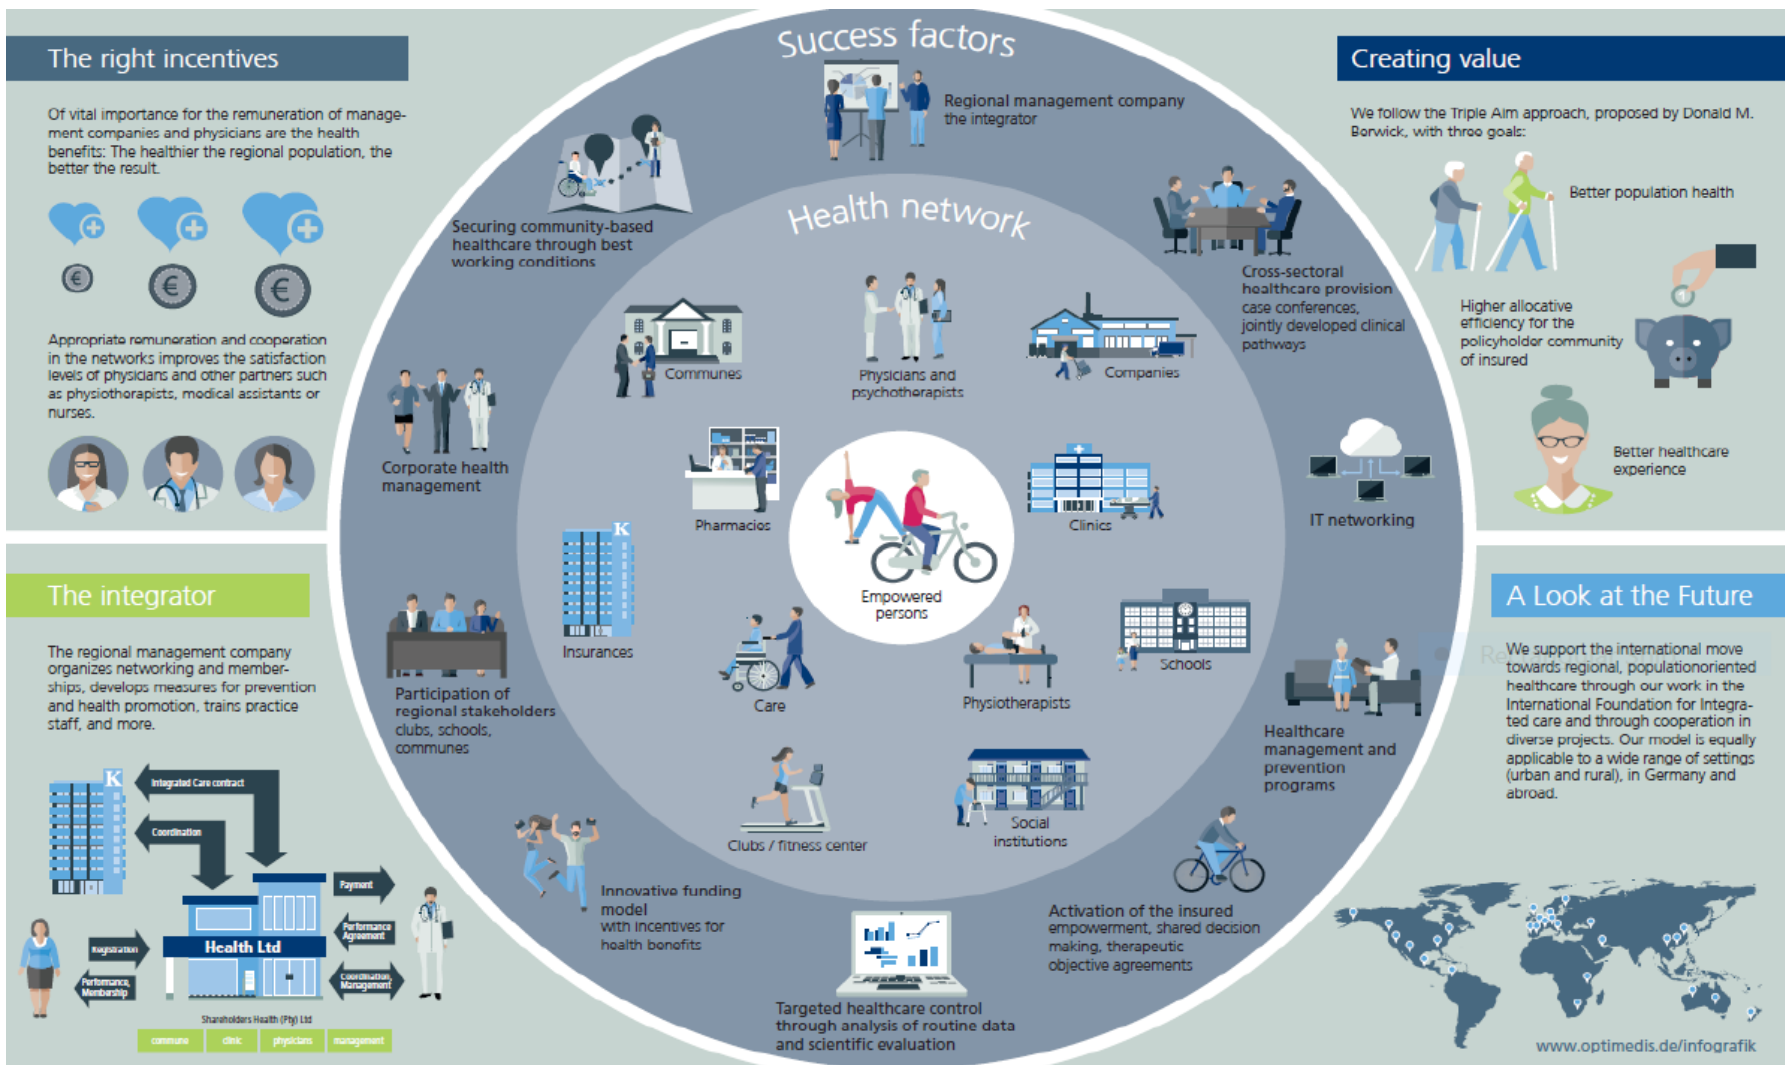 The right incentives
Of vital importance for the remuneration of manage-
ment companies and physicians are the health
benefits: The healthier the regional population, the
better the result.
€
€
€
Appropriate remuneration and cooperation
in the networks improves the satisfaction
levels of physicians and other partners such
as physiotherapists, medical assistants or
nurses.
The integrator
The regional management company
organizes networking and member-
ships, develops measures for prevention
and health promotion, trains practice
staff, and more.
K
Integrated Care contract
Coordination
Payment
Performance
Agreement
Registration
Health Ltd
Performance,
Membership
Coordination,
Management
Shareholders Health (Pty) Ltd
commune
clinic
physicians
management
Success factors
Regional management company
the integrator
Securing community-based
healthcare through best
working conditions
Cross-sectoral
healthcare provision
case conferences,
jointly developed clinical
pathways
Corporate health
management
IT networking
Participation of
regional stakeholders
clubs, schools,
communes
Healthcare
management and
prevention
programs
Innovative funding
model
with incentives for
health benefits
Activation of the insured
empowerment, shared decision
making, therapeutic
objective agreements
Targeted healthcare control
through analysis of routine data
and scientific evaluation
Health network
Communes
Physicians and
psychotherapists
Companies
Pharmacies
Clinics
K
Insurances
Empowered
persons
Schools
Care
Physiotherapists
Clubs / fitness center
Social
institutions
Creating value
We follow the Triple Aim approach, proposed by Donald M.
Berwick, with three goals:
Better population health
Higher allocative
efficiency for the
policyholder community
of insured
1
Better healthcare
experience
A Look at the Future
We support the international move
towards regional, populationoriented
healthcare through our work in the
International Foundation for Integra-
ted care and through cooperation in
diverse projects. Our model is equally
applicable to a wide range of settings
(urban and rural), in Germany and
abroad.
www.optimedis.de/infografik